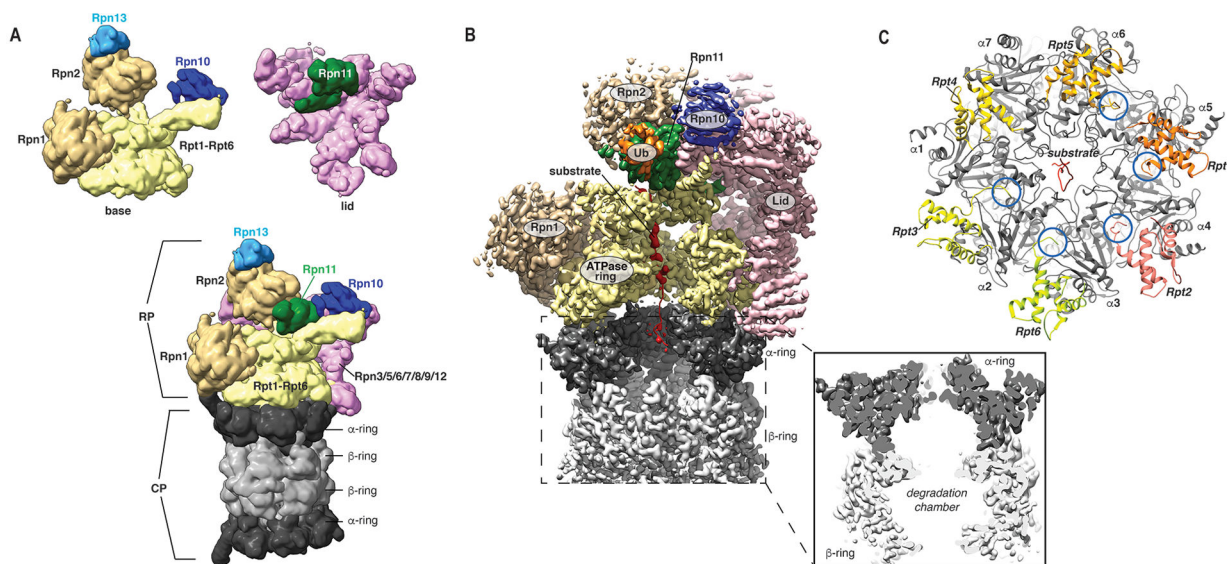 A
Rpn13
Rpn2
Rpn10
Rpn1
Rpt1-Rpt6
base
Rpn11
lid
Rpn13
Rpn2
Rpn11
Rpn10
RP
Rpn1
Rpt1-Rpt6
Rpn3/5/6/7/8/9/12
α-ring
β-ring
CP
β-ring
α-ring
B
Rpn11
Rpn2
Rpn10
Ub
substrate
Rpn1
Lid
ATPase
ring
α-ring
β-ring
C
α7
Rpt5
α6
Rpt4
α5
α1
substrate
Rpt
Rpt3
α4
α2
α3
Rpt2
Rpt6
α-ring
degradation
chamber
β-ring